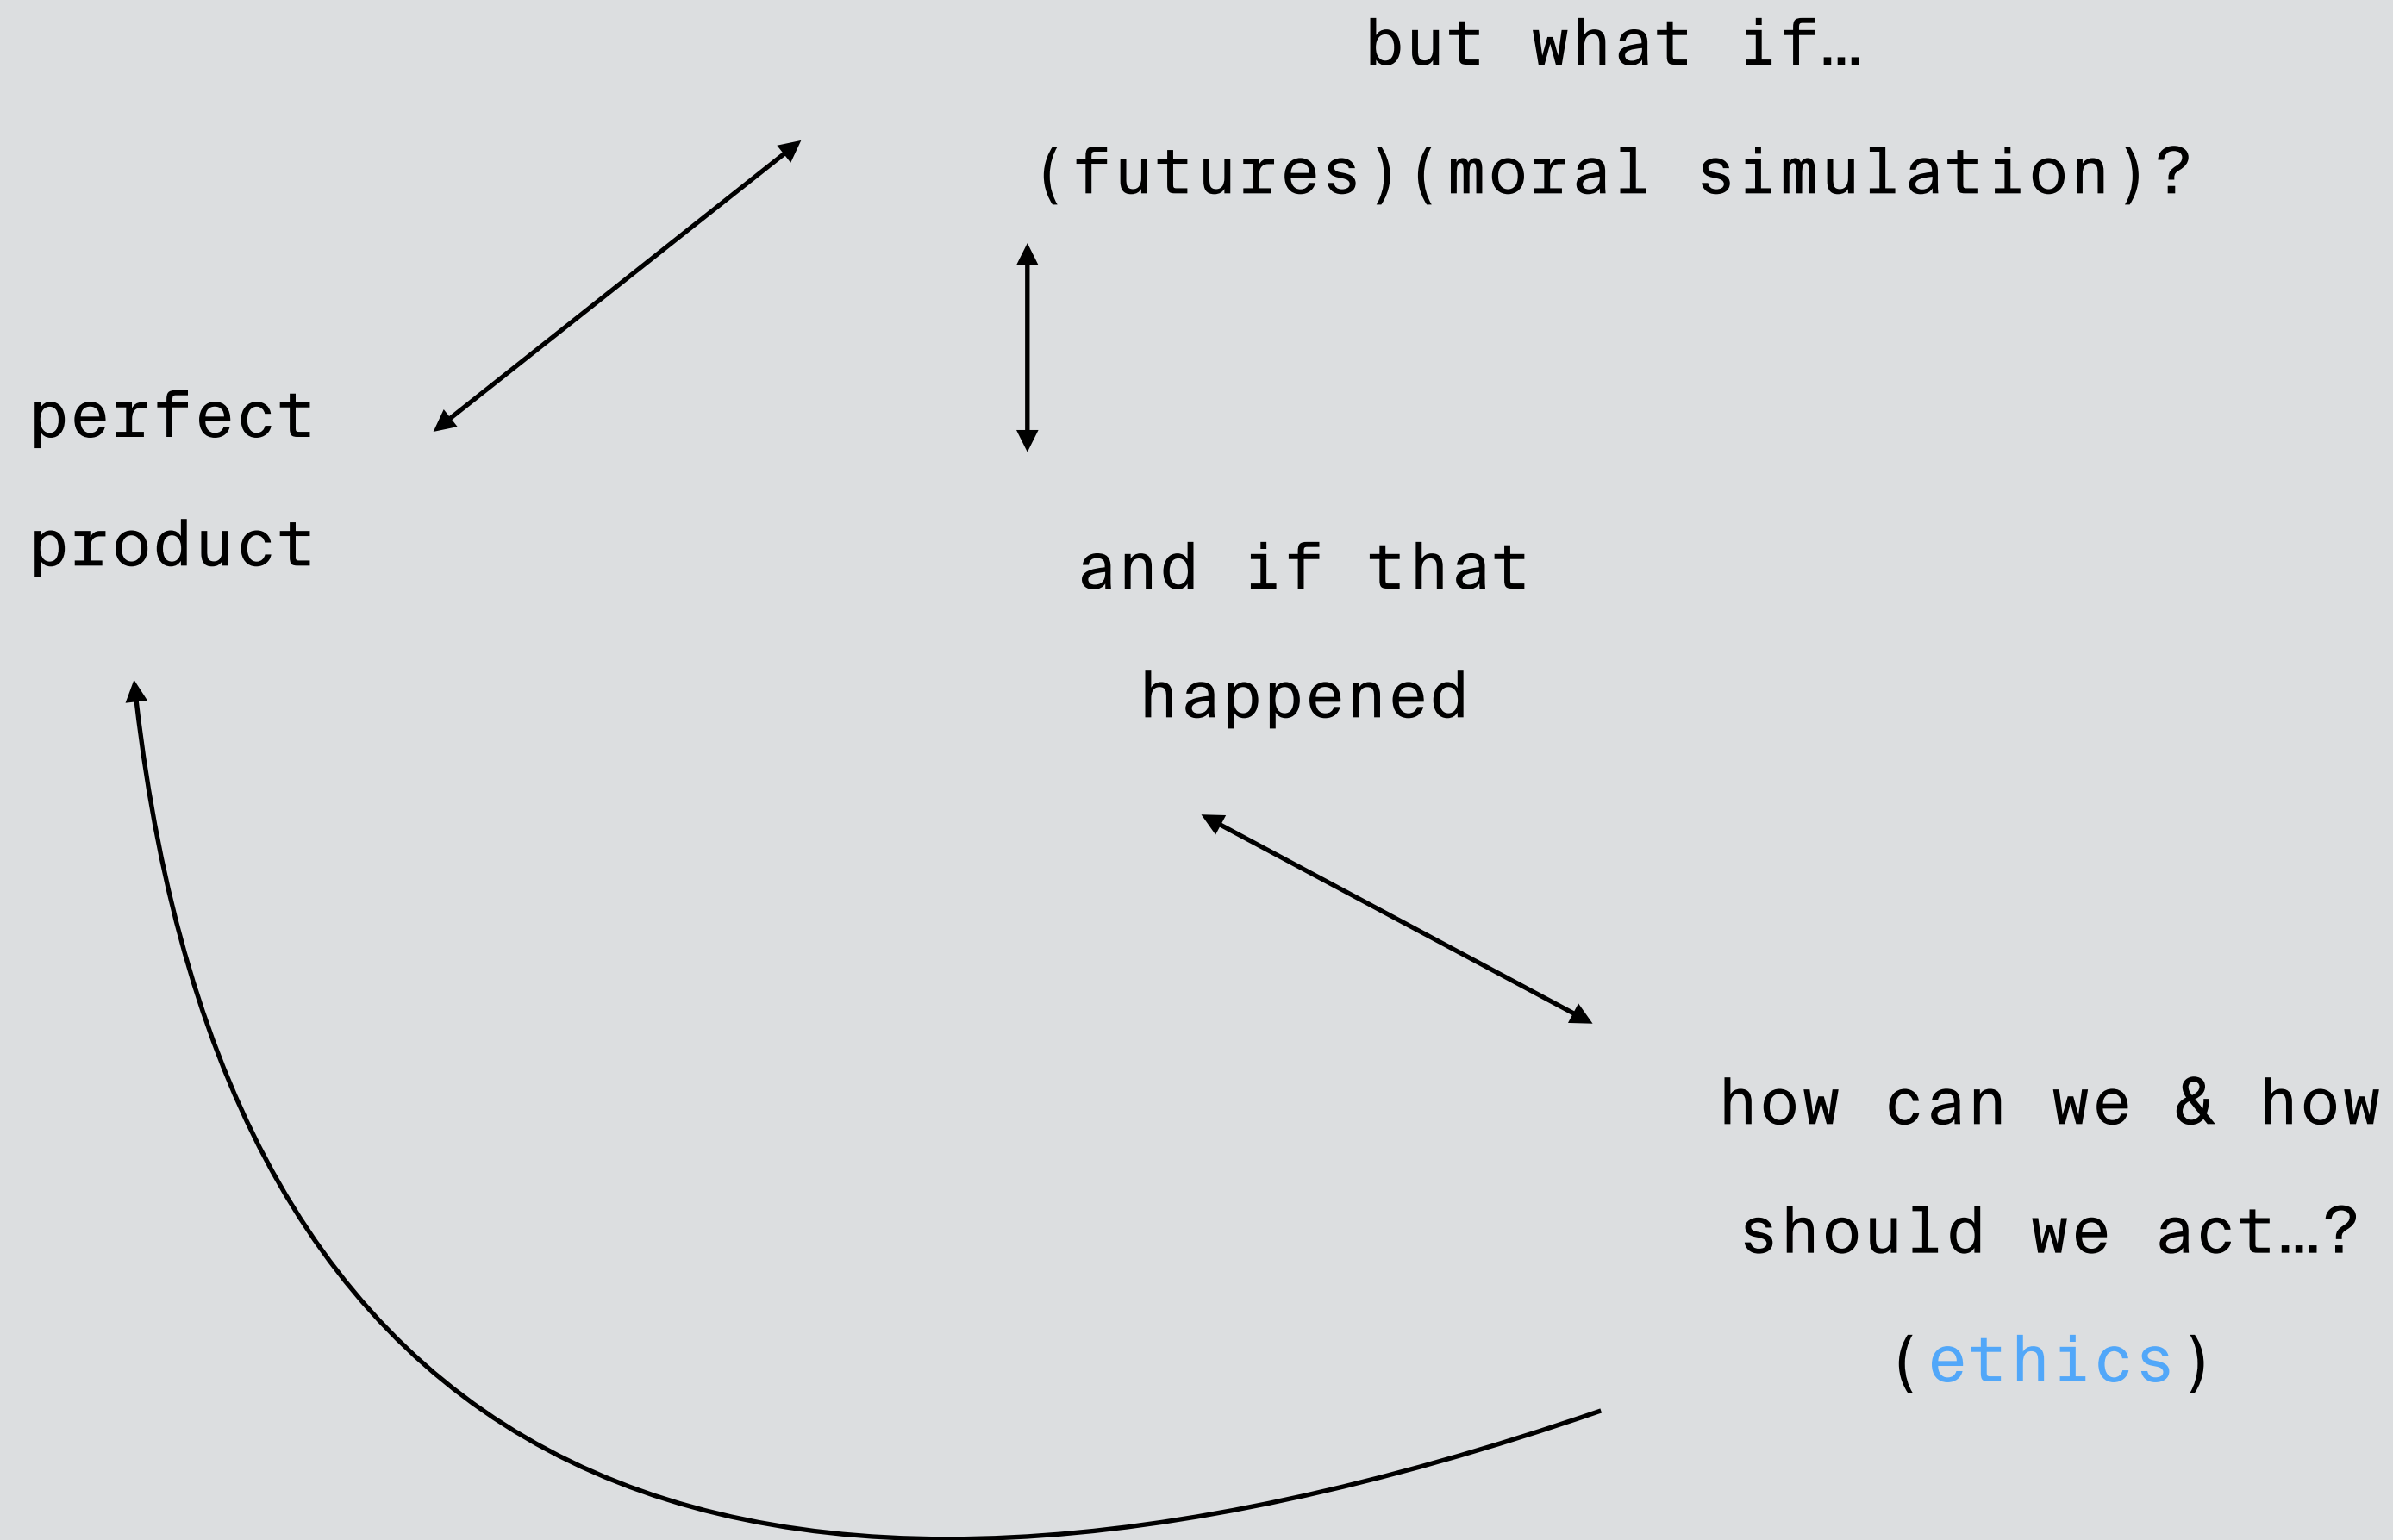 but what if…
(futures)(moral simulation)?
perfect
product
and if that
happened
how can we & how
should we act…?
(ethics)